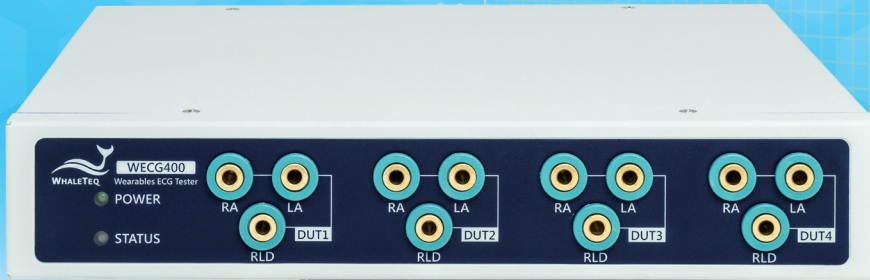 WHALETEQ
WECG400
Wearables ECG Tester
POWER
STATUS
RA LA
RLD DUT1
RA LA
RLD DUT2
RA LA
RLD DUT3
RA LA
RLD DUT4